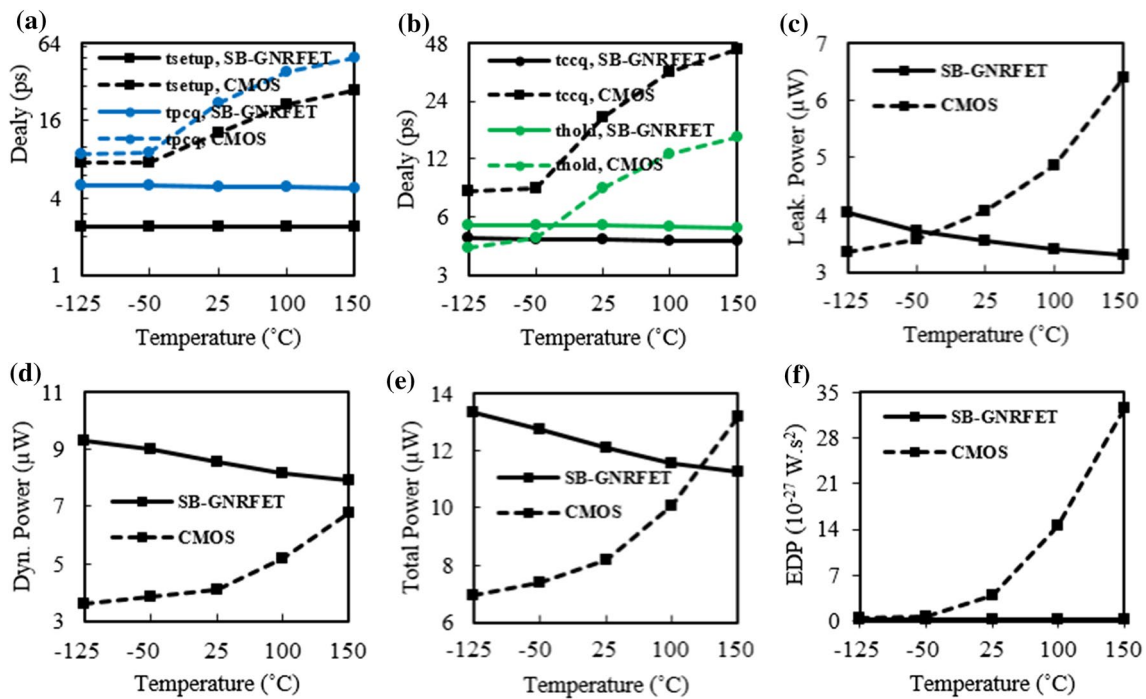 (a)
64
16
4
1
Dealy (ps)
tsetup, SB-GNRFET
tsetup, CMOS
tpcq, SB-GNRFET
tpcq, CMOS
-125 -50 25 100 150
Temperature (˚C)
(b)
48
24
12
6
3
Dealy (ps)
tccq, SB-GNRFET
tccq, CMOS
thold, SB-GNRFET
thold, CMOS
-125 -50 25 100 150
Temperature (˚C)
(c)
7
6
5
4
3
Leak. Power (µW)
SB-GNRFET
CMOS
-125 -50 25 100 150
Temperature (˚C)
(d)
11
9
7
5
3
Dyn. Power (µW)
SB-GNRFET
CMOS
-125 -50 25 100 150
Temperature (˚C)
(e)
14
12
10
8
6
Total Power (µW)
SB-GNRFET
CMOS
-125 -50 25 100 150
Temperature (˚C)
(f)
35
28
21
14
7
0
EDP (10⁻²⁷ W.s²)
SB-GNRFET
CMOS
-125 -50 25 100 150
Temperature (˚C)